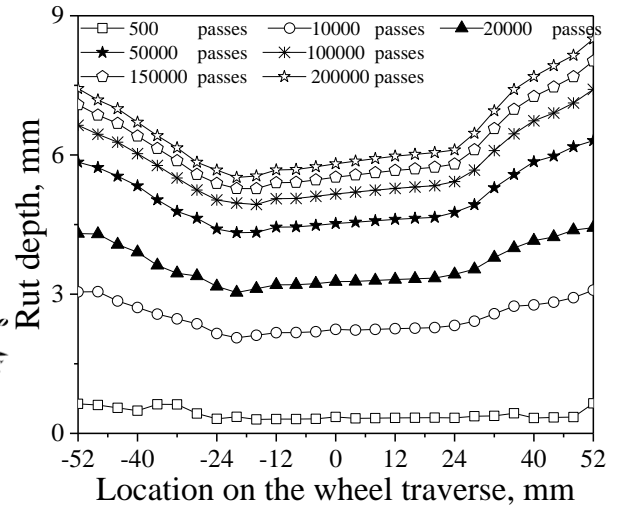 9
500 passes 10000 passes 20000 passes
50000 passes 100000 passes
150000 passes 200000 passes
6
3
0
-52 -40 -24 -12 0 12 24 40 52
Rut depth, mm
Location on the wheel traverse, mm